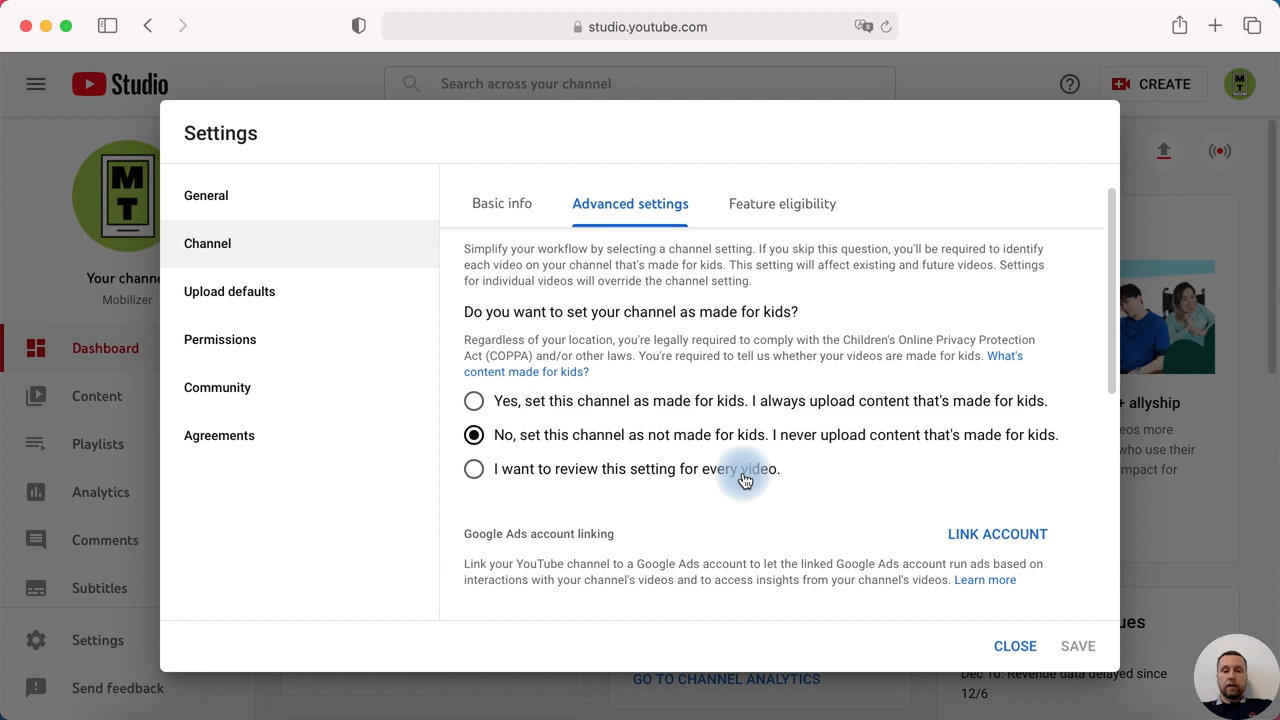 studio.youtube.com
Studio
Search across your channel
CREATE
M
T
Settings
General
Channel
Upload defaults
Permissions
Community
Agreements
Basic info
Advanced settings
Feature eligibility
Simplify your workflow by selecting a channel setting. If you skip this question, you'll be required to identify
each video on your channel that's made for kids. This setting will affect existing and future videos. Settings
for individual videos will override the channel setting.
Do you want to set your channel as made for kids?
Regardless of your location, you're legally required to comply with the Children's Online Privacy Protection
Act (COPPA) and/or other laws. You're required to tell us whether your videos are made for kids. What's
content made for kids?
Yes, set this channel as made for kids. I always upload content that's made for kids.
No, set this channel as not made for kids. I never upload content that's made for kids.
I want to review this setting for every video.
Google Ads account linking
LINK ACCOUNT
Link your YouTube channel to a Google Ads account to let the linked Google Ads account run ads based on
interactions with your channel's videos and to access insights from your channel's videos. Learn more
CLOSE
SAVE
M
T
Your channe
Mobilizer
Dashboard
Content
Playlists
Analytics
Comments
Subtitles
Settings
Send feedback
+ allyship
eos more
who use their
mpact for
ues
Dec 10: Revenue data delayed since
12/6
GO TO CHANNEL ANALYTICS